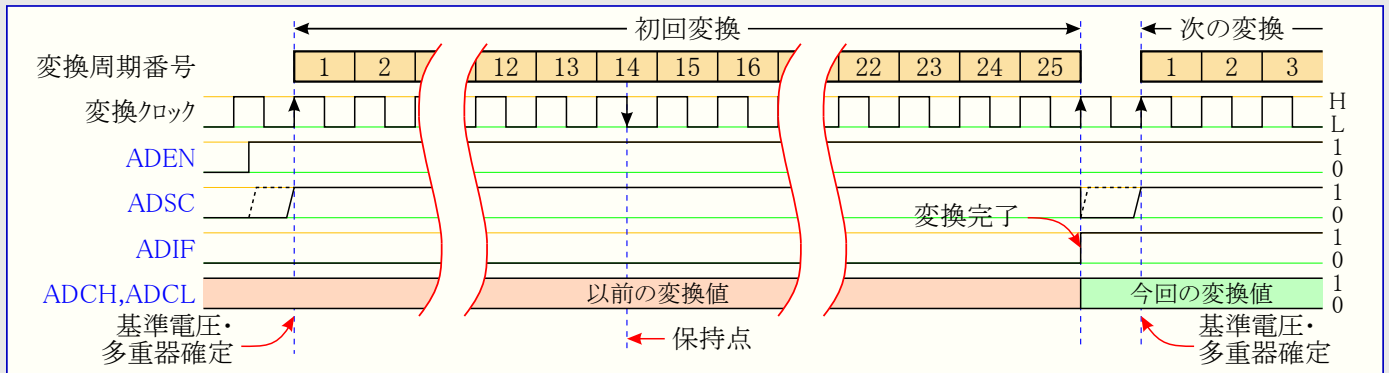 初回変換
次の変換
変換周期番号
1 2 12 13 14 15 16 22 23 24 25 1 2 3
変換クロック
H
L
ADEN
1
0
ADSC
1
0
変換完了
ADIF
1
0
ADCH,ADCL
以前の変換値
今回の変換値
1
0
基準電圧・
多重器確定
保持点
基準電圧・
多重器確定